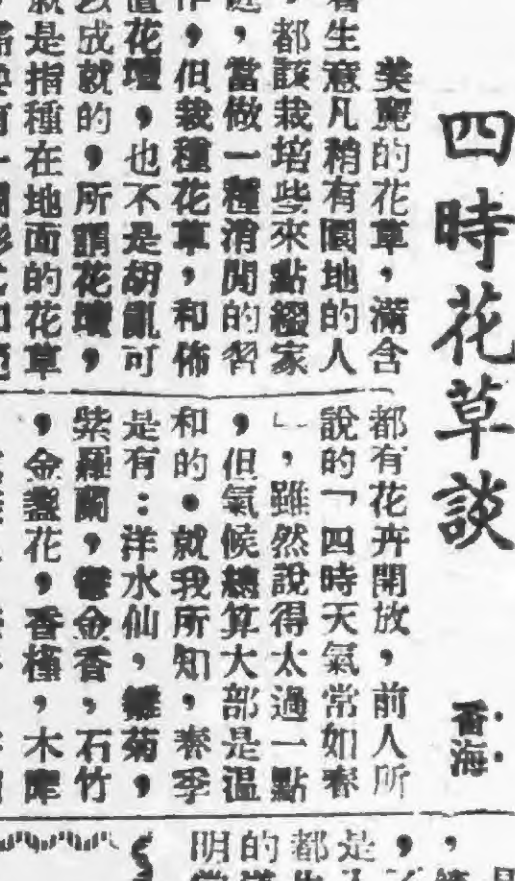 四時花草談
香海
美麗的花草，滿含
着生意凡稍有園地的人
，都該栽培些來點綴家
庭，當做一種消閒的習
作，但栽種花草，和佈
置花壇，也不是胡亂可
以成就的，所謂花壇，
就是指種在地面的花草
都有花卉開放，前人所
說的「四時天氣常如春
」，雖然說得太過一點
，但氣候總算大部是溫
和的。就我所知，春季
是有：洋水仙，雛菊，
紫羅蘭，鬱金香，石竹
，金盞花，香槿，木犀
，
，
是
都
的
明